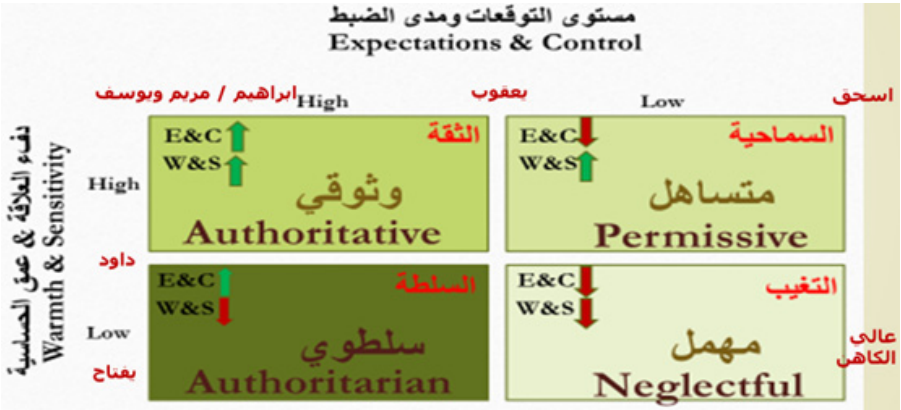 مستوى التوقعات ومدى الضبط
Expectations & Control
ابراهيم / مريم ويوسف
High
يعقوب
Low
اسحق
دفء العلاقة & عمق الحساسية
Warmth & Sensitivity
High
E&C
الثقة
W&S
وثوقي
Authoritative
E&C
السماحية
W&S
متساهل
Permissive
داود
Low
يفتاح
E&C
السلطة
W&S
سلطوي
Authoritarian
E&C
التغيب
W&S
مهمل
Neglectful
عالي
الكاهن